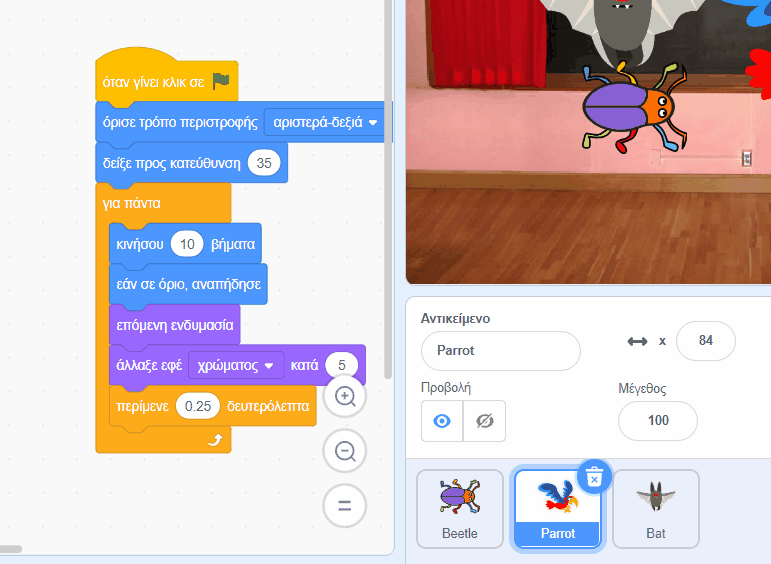 όταν γίνει κλικ σε
όρισε τρόπο περιστροφής αριστερά-δεξιά
δείξε προς κατεύθυνση 35
για πάντα
κινήσου 10 βήματα
εάν σε όριο, αναπήδησε
επόμενη ενδυμασία
άλλαξε εφέ χρώματος κατά 5
περίμενε 0.25 δευτερόλεπτα
Αντικείμενο
Parrot
x 84
Προβολή
Μέγεθος
100
Beetle
Parrot
Bat